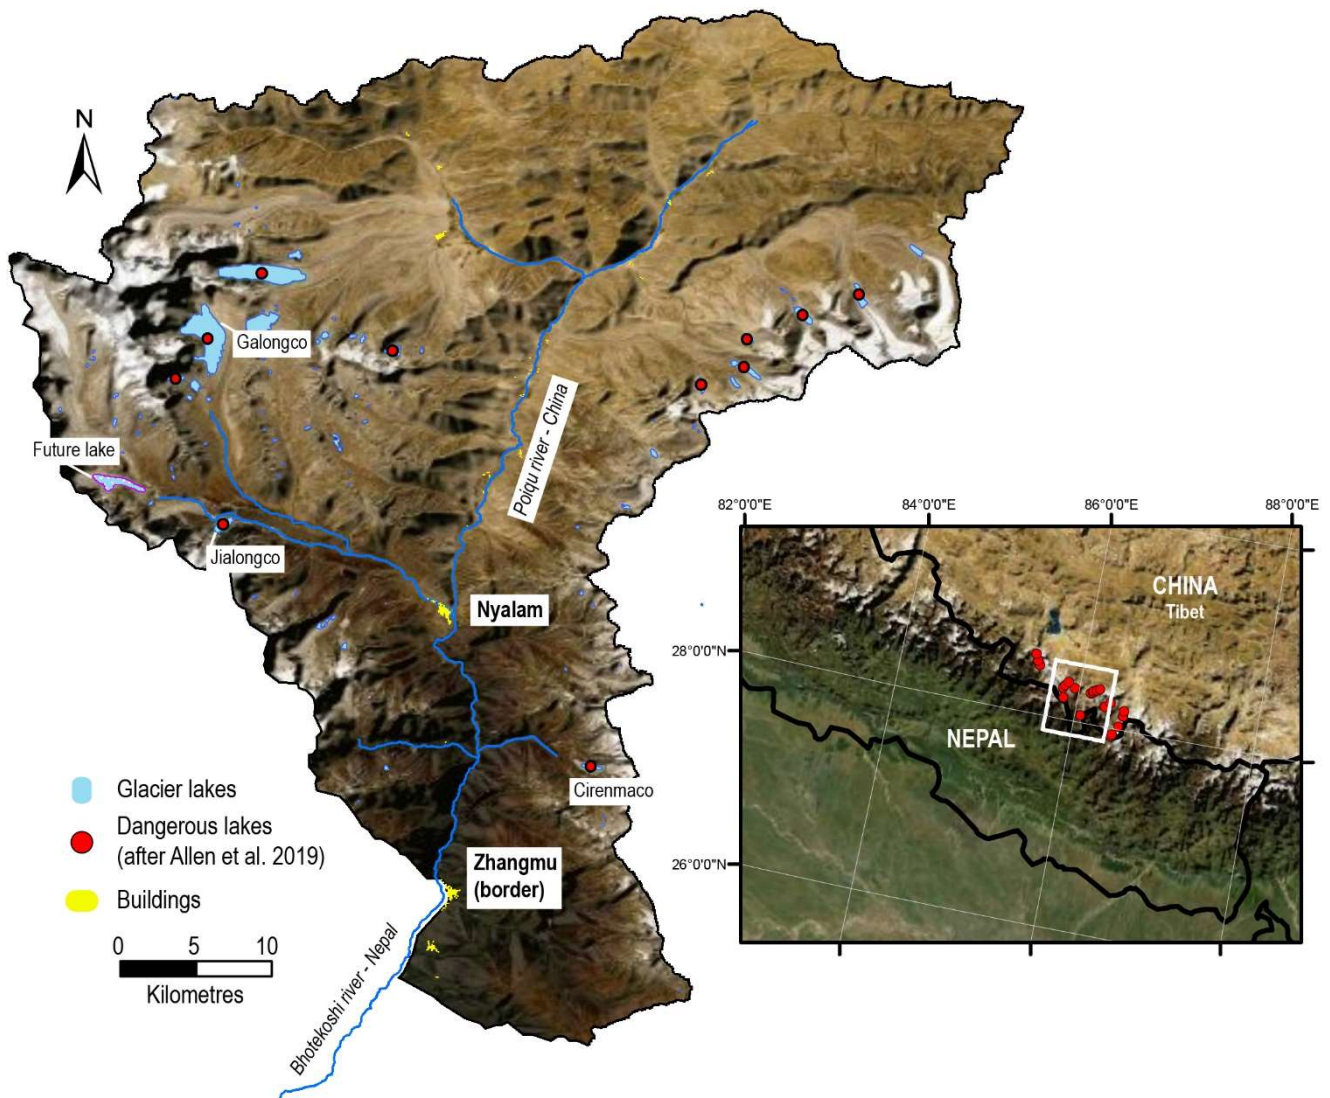 N
Galongco
Future lake
Jialongco
Poiqu river - China
Nyalam
Cirenmaco
Zhangmu
(border)
Bhotekoshi river - Nepal
Glacier lakes
Dangerous lakes
(after Allen et al. 2019)
Buildings
0 5 10
Kilometres
82°0'0"E 84°0'0"E 86°0'0"E 88°0'0"E
CHINA
Tibet
28°0'0"N
NEPAL
26°0'0"N